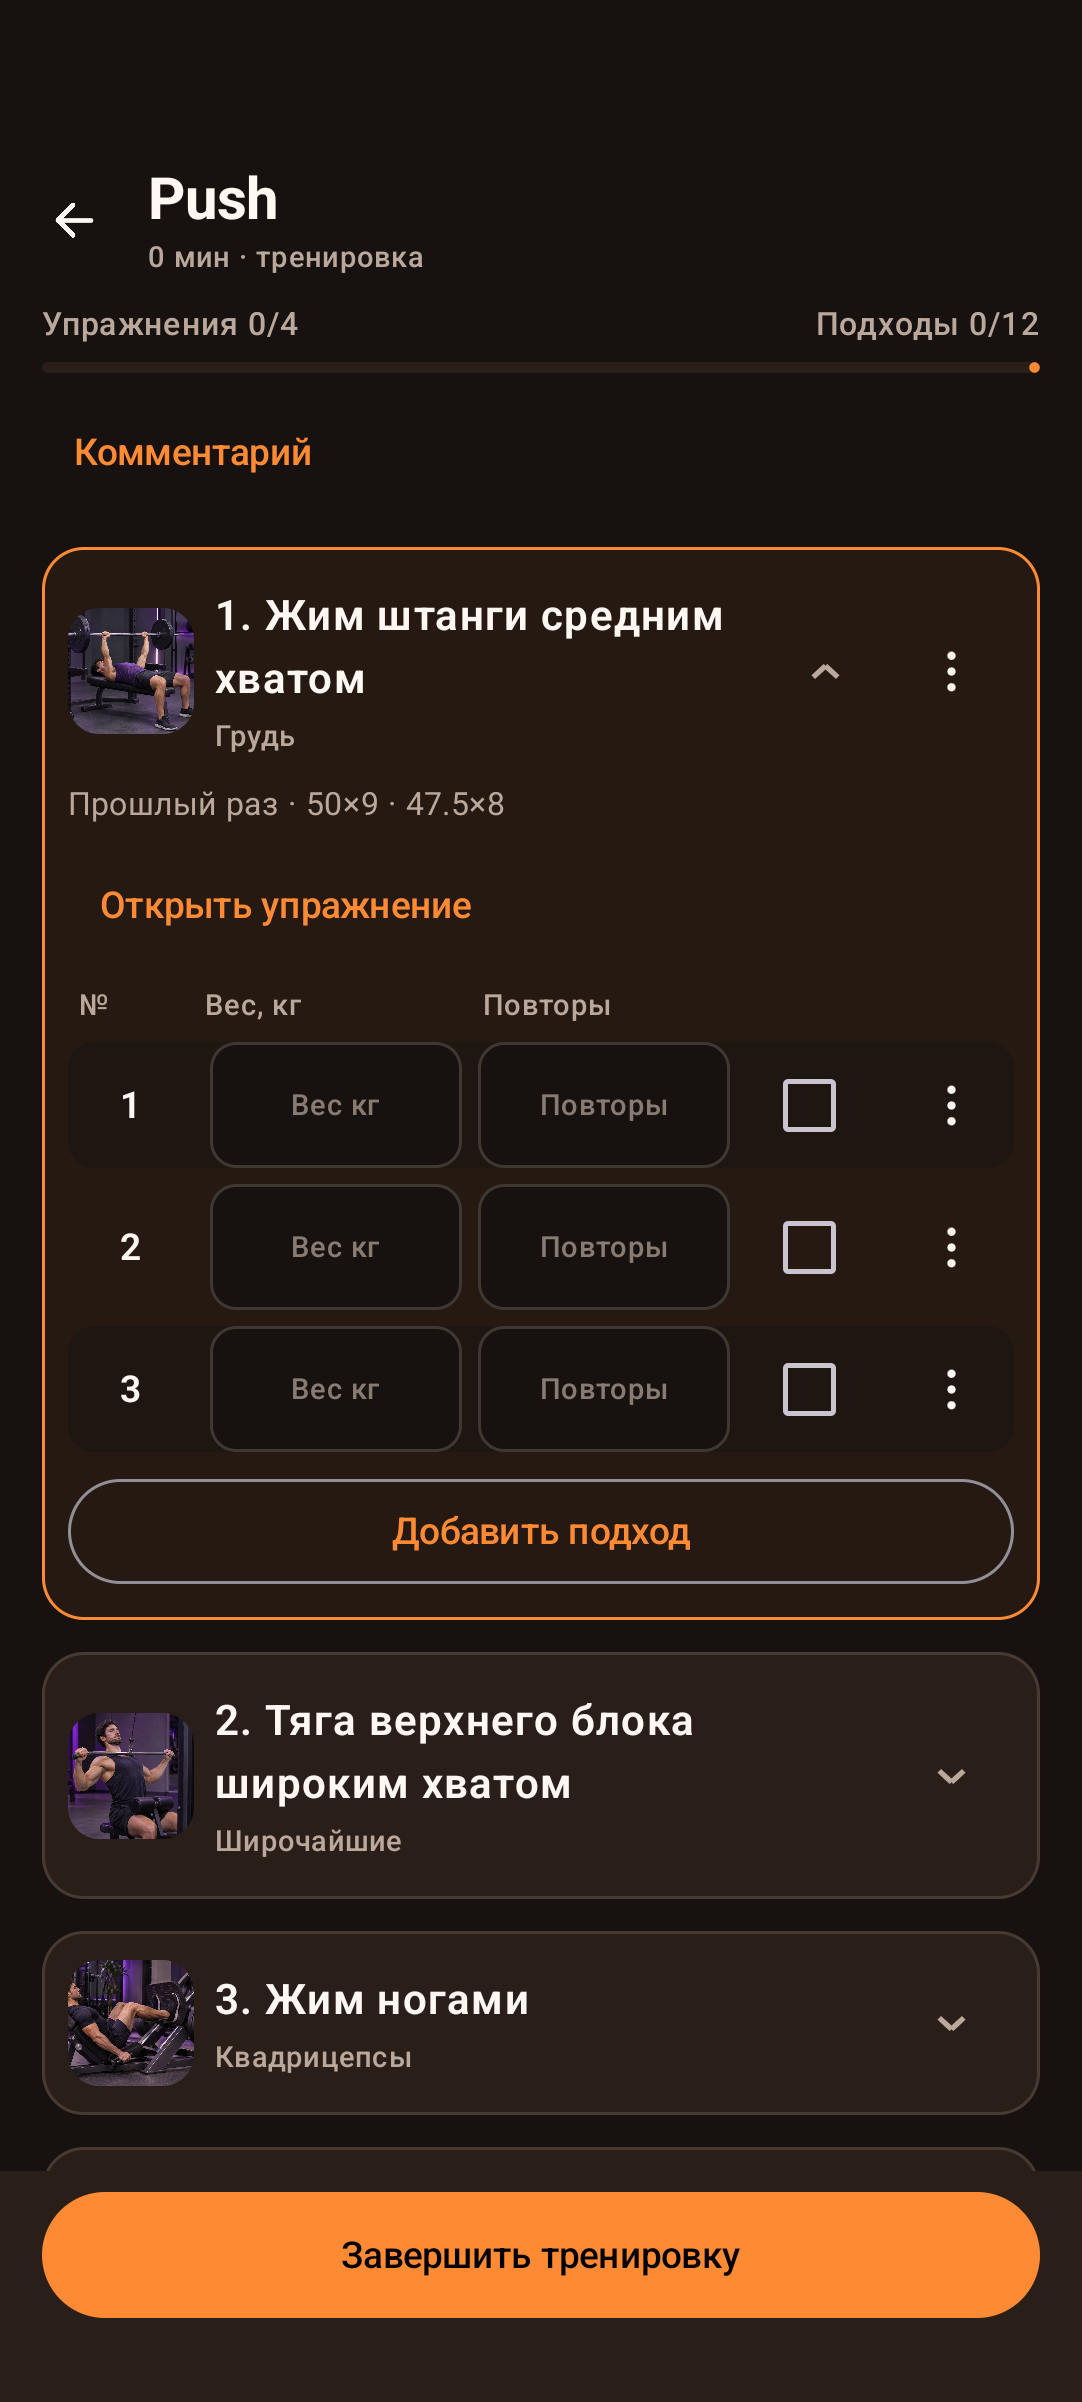 Push
0 мин · тренировка
Упражнения 0/4
Подходы 0/12
Комментарий
1. Жим штанги средним
хватом
Грудь
Прошлый раз · 50×9 · 47.5×8
Открыть упражнение
№ Вес, кг Повторы
1 Вес кг Повторы
2 Вес кг Повторы
3 Вес кг Повторы
Добавить подход
2. Тяга верхнего блока
широким хватом
Широчайшие
3. Жим ногами
Квадрицепсы
Завершить тренировку